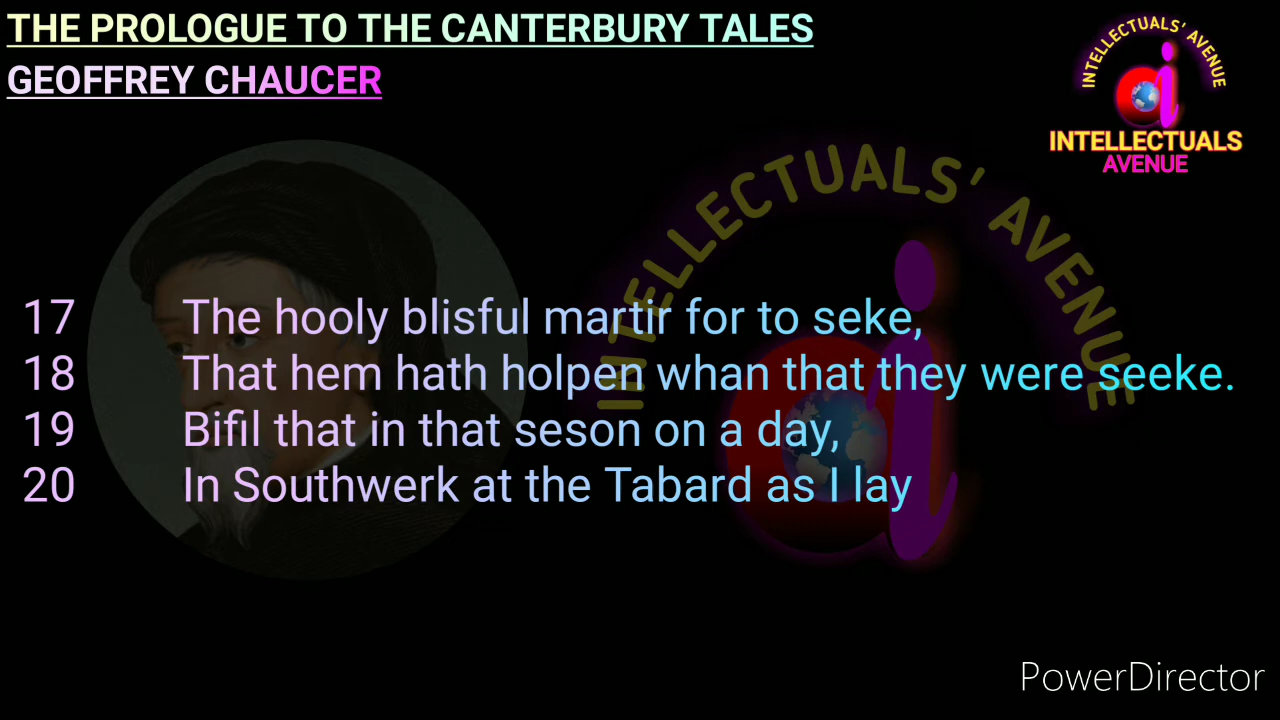 THE PROLOGUE TO THE CANTERBURY TALES
GEOFFREY CHAUCER
INTELLECTUALS' AVENUE
INTELLECTUALS
AVENUE
INTELLECTUALS' AVENUE
17 The hooly blisful martir for to seke,
18 That hem hath holpen whan that they were seeke.
19 Bifil that in that seson on a day,
20 In Southwerk at the Tabard as I lay
PowerDirector